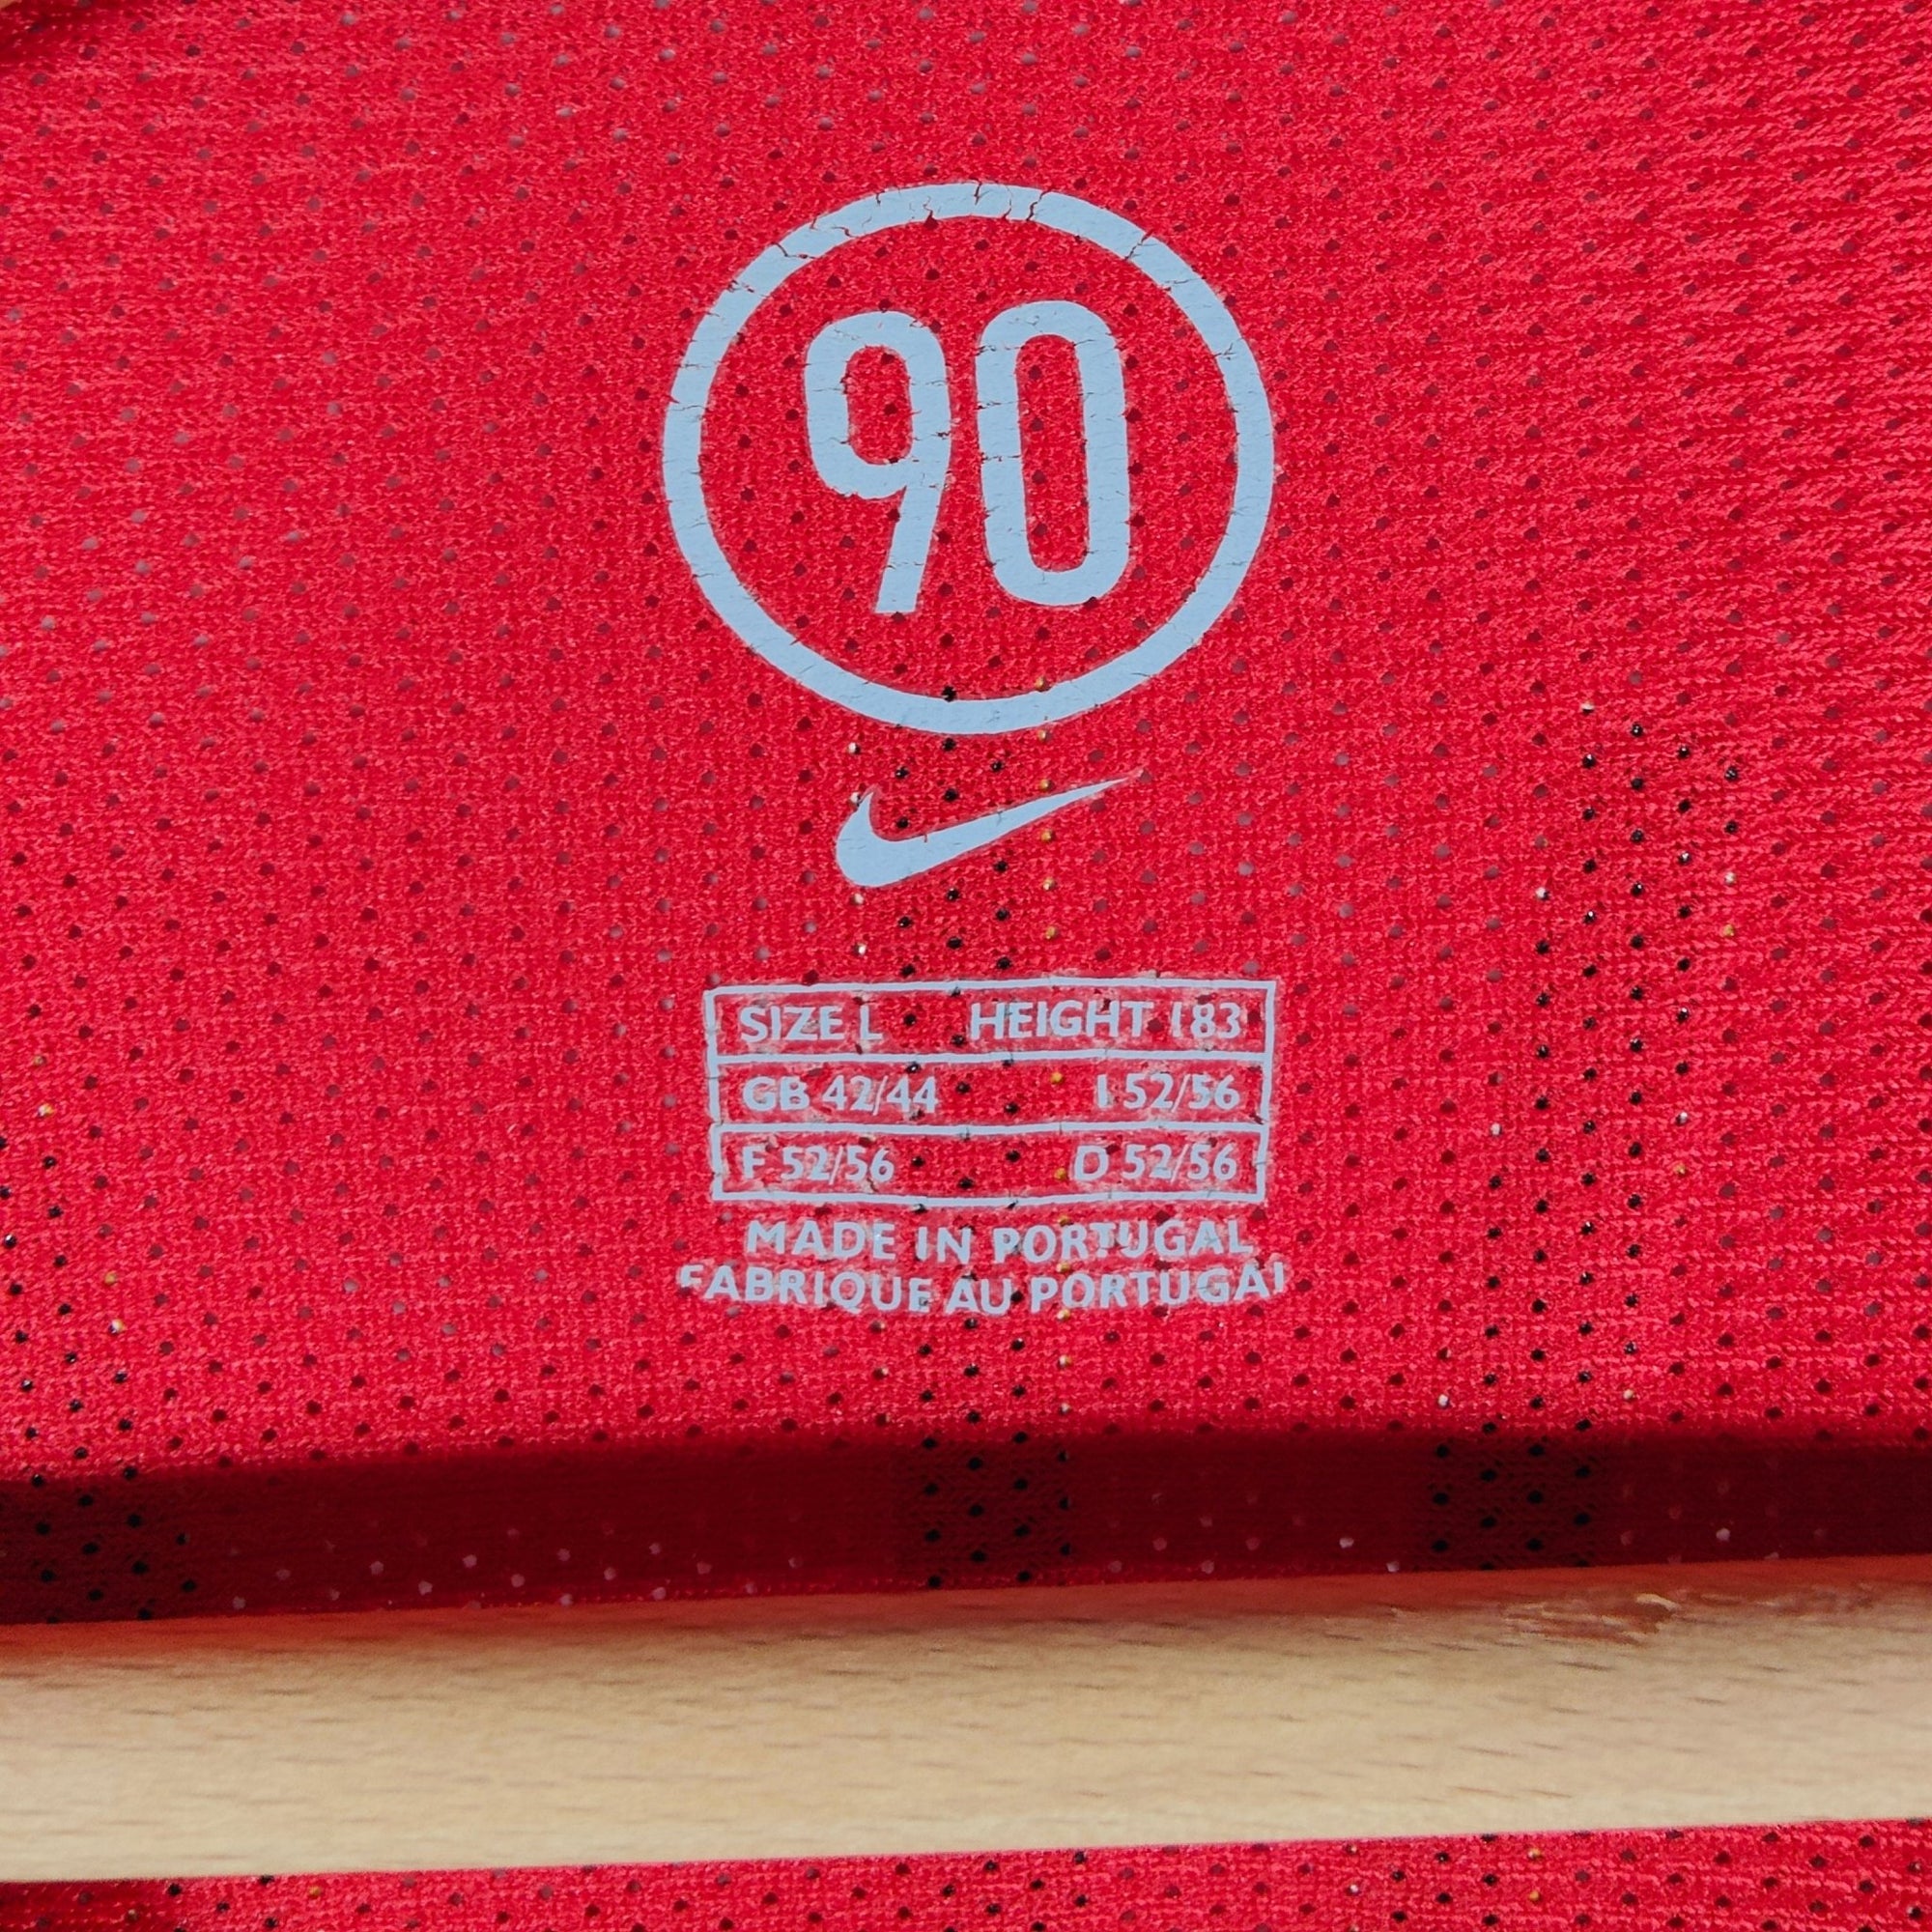 90
SIZE L HEIGHT 183
GB 42/44 I 52/56
F 52/56 D 52/56
MADE IN PORTUGAL
FABRIQUE AU PORTUGAL